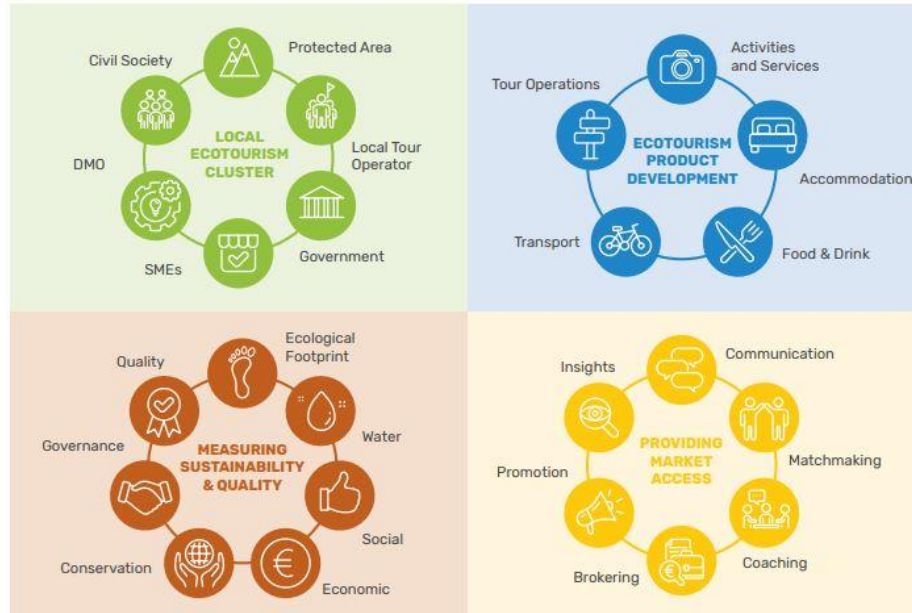 Protected Area
Civil Society
LOCAL
ECOTOURISM
CLUSTER
Local Tour
Operator
DMO
Government
SMEs
Activities
and Services
Tour Operations
ECOTOURISM
PRODUCT
DEVELOPMENT
Accommodation
Transport
Food & Drink
Ecological
Footprint
Quality
Water
Governance
MEASURING
SUSTAINABILITY
& QUALITY
Social
Conservation
Economic
Communication
Insights
PROVIDING
MARKET
ACCESS
Matchmaking
Promotion
Coaching
Brokering